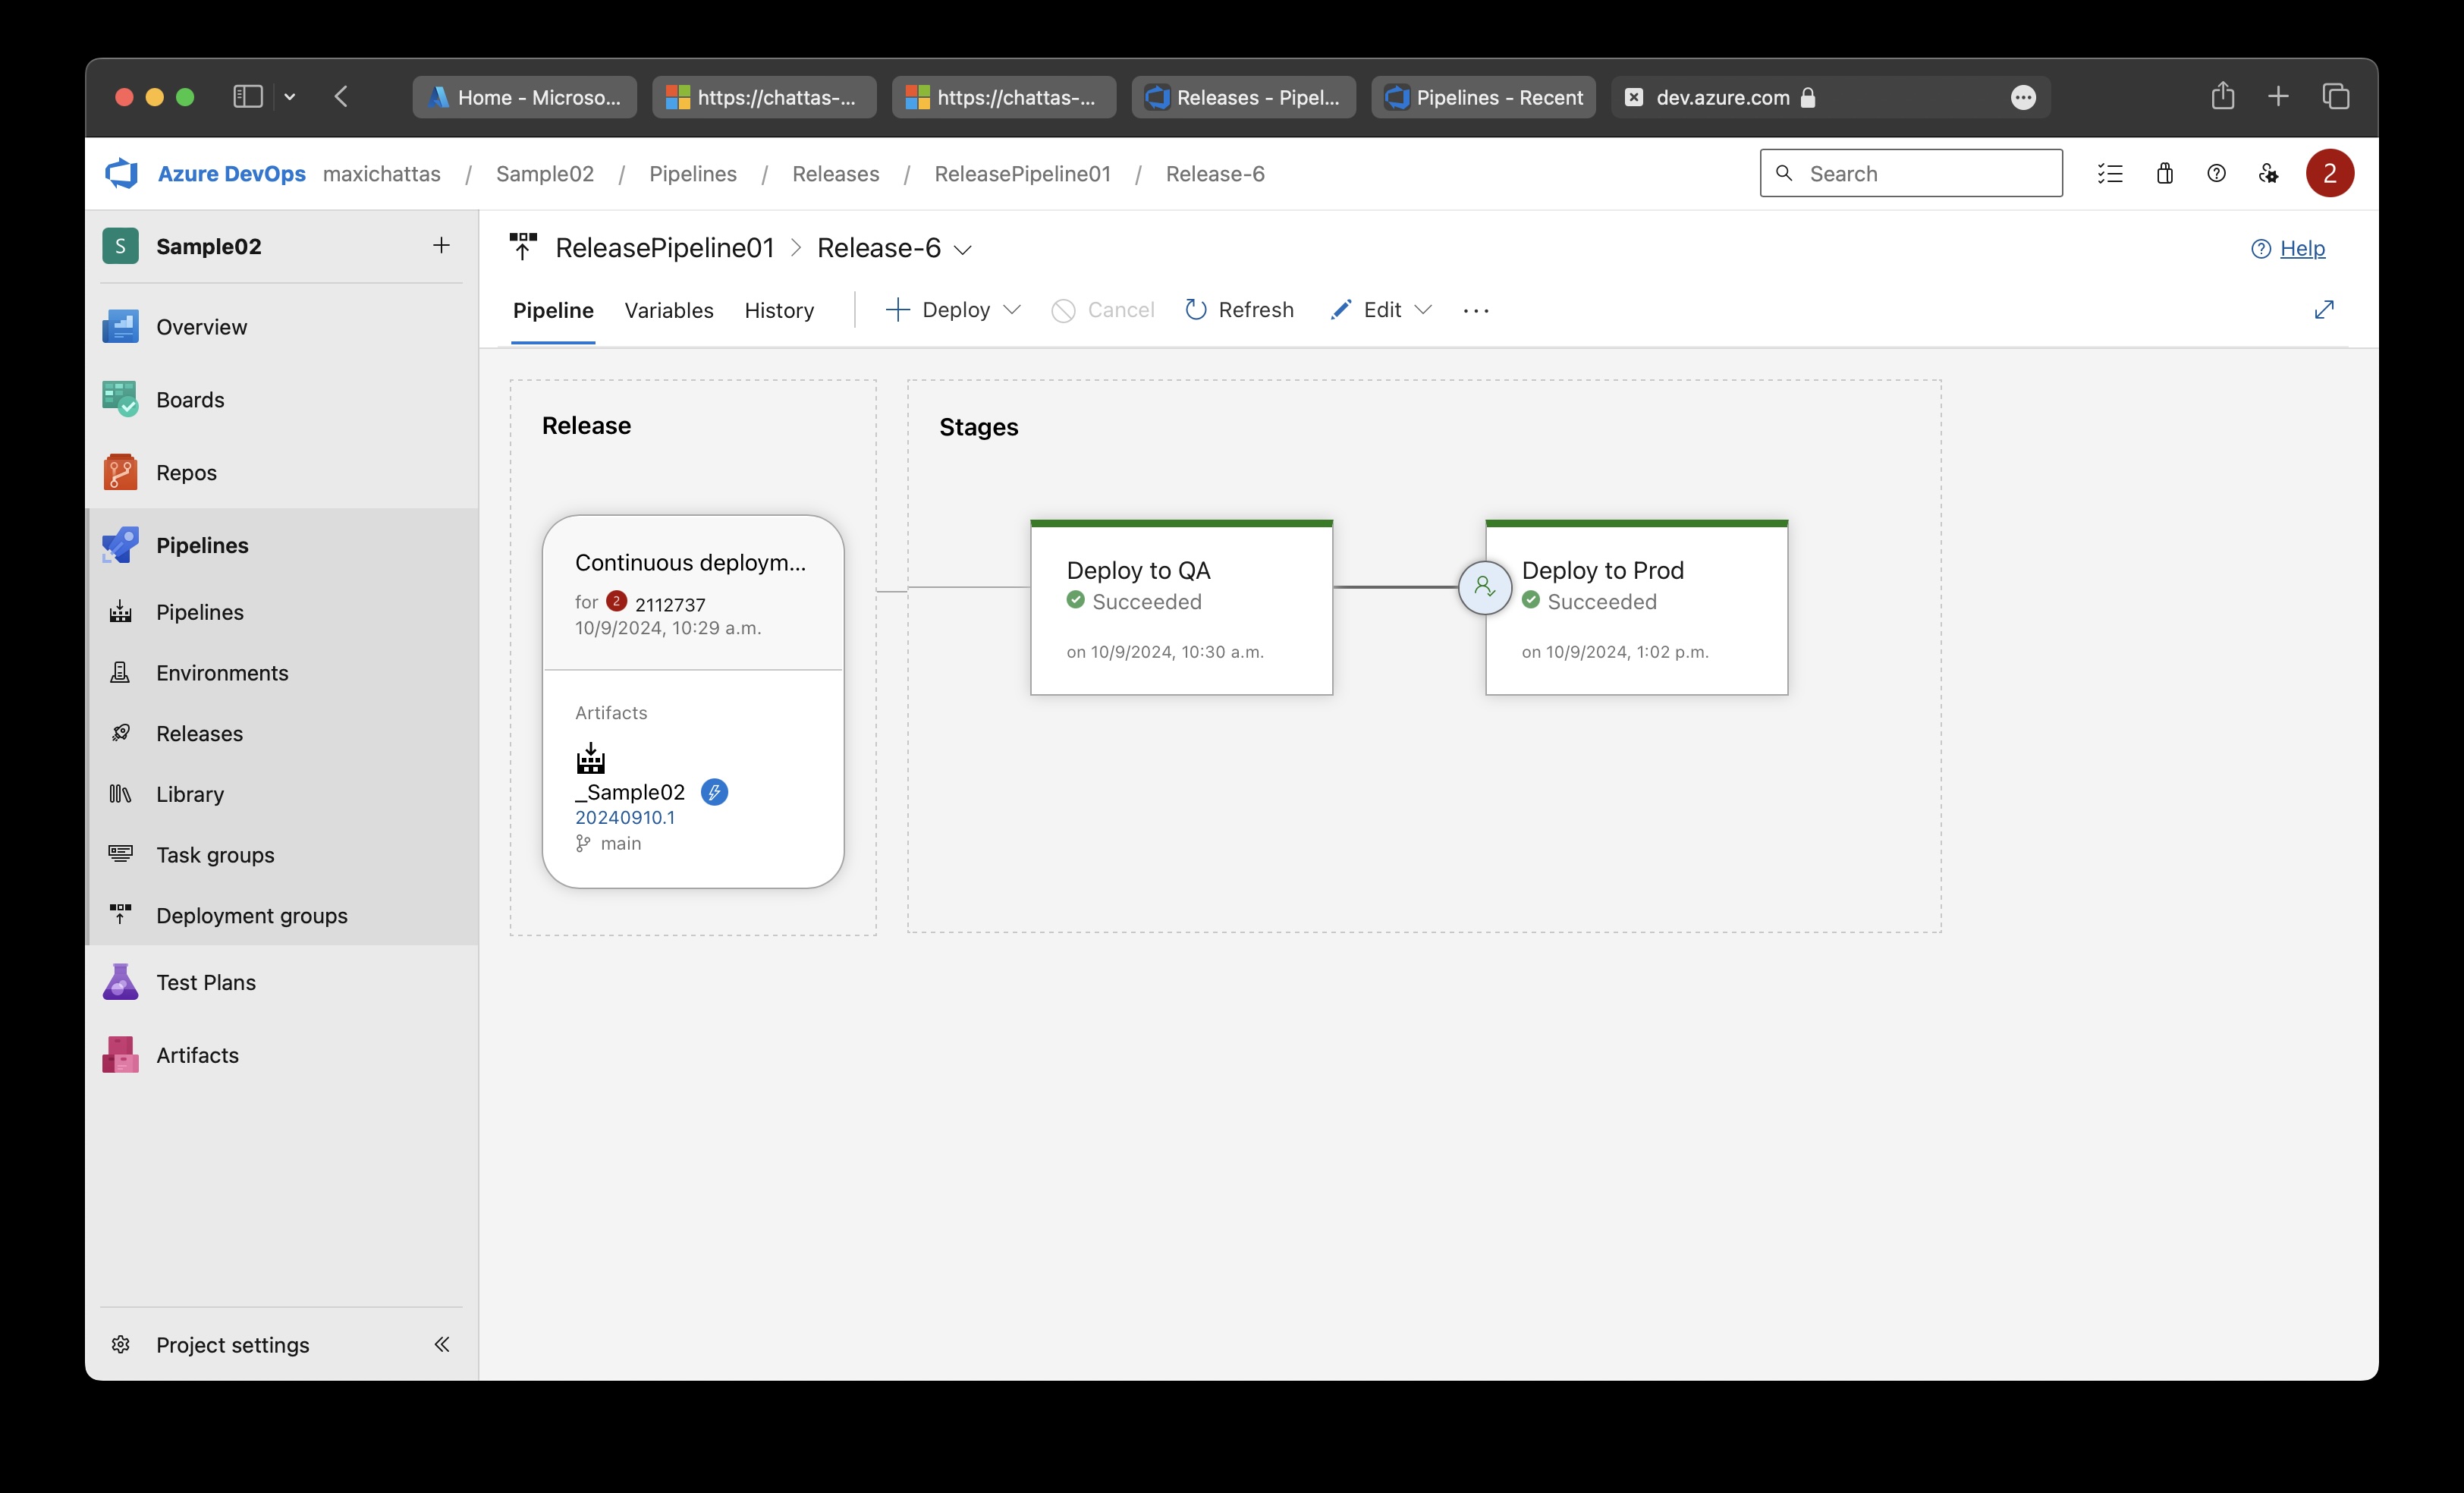 Home - Microso...
https://chattas-...
https://chattas-...
Releases - Pipel...
Pipelines - Recent
dev.azure.com
Azure DevOps maxichattas / Sample02 / Pipelines / Releases / ReleasePipeline01 / Release-6
Search
2
S Sample02
Overview
Boards
Repos
Pipelines
Pipelines
Environments
Releases
Library
Task groups
Deployment groups
Test Plans
Artifacts
Project settings
ReleasePipeline01 > Release-6
Help
Pipeline Variables History Deploy Cancel Refresh Edit
Release
Continuous deploym...
for 2 2112737
10/9/2024, 10:29 a.m.
Artifacts
_Sample02
20240910.1
main
Stages
Deploy to QA
Succeeded
on 10/9/2024, 10:30 a.m.
Deploy to Prod
Succeeded
on 10/9/2024, 1:02 p.m.